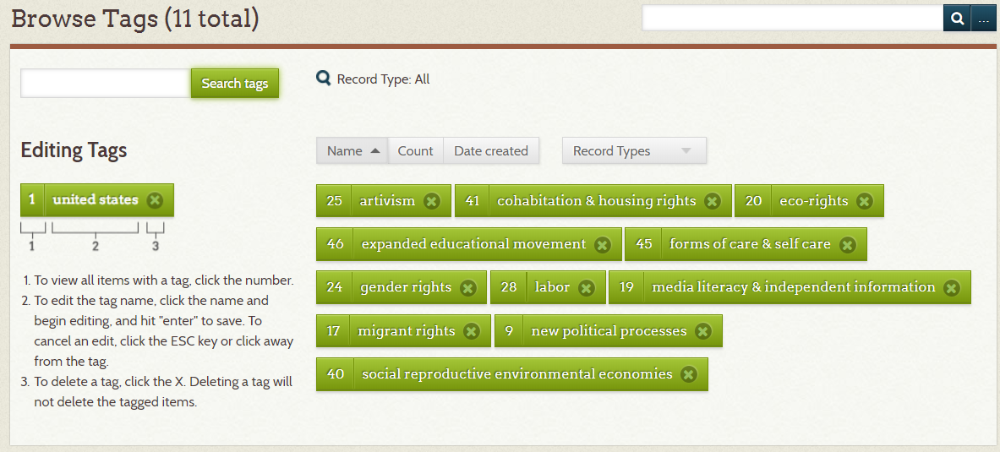 Browse Tags (11 total)
...
Search tags
Record Type: All
Editing Tags
Name Count Date created Record Types
1 united states
1 2 3
1. To view all items with a tag, click the number.
2. To edit the tag name, click the name and
begin editing, and hit "enter" to save. To
cancel an edit, click the ESC key or click away
from the tag.
3. To delete a tag, click the X. Deleting a tag will
not delete the tagged items.
25 artivism 41 cohabitation & housing rights 20 eco-rights
46 expanded educational movement 45 forms of care & self care
24 gender rights 28 labor 19 media literacy & independent information
17 migrant rights 9 new political processes
40 social reproductive environmental economies